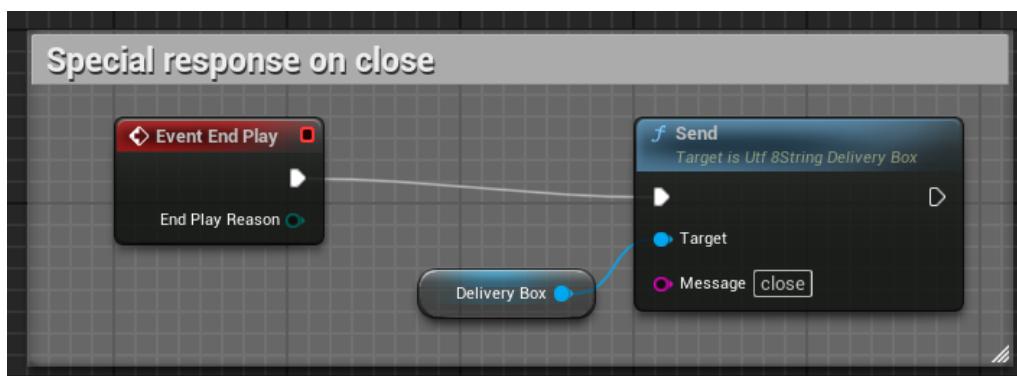 Special response on close
Event End Play
End Play Reason
Delivery Box
f Send
Target is Utf 8String Delivery Box
Target
Message close